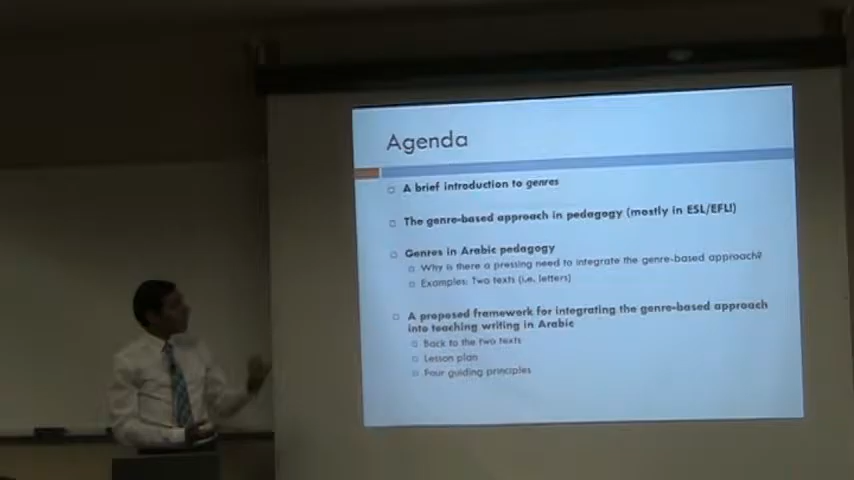 Agenda
A brief introduction to genres
The genre-based approach in pedagogy (mostly in ESL/EFL!)
Genres in Arabic pedagogy
Why is there a pressing need to integrate the genre-based approach?
Examples: Two texts (i.e. letters)
A proposed framework for integrating the genre-based approach
into teaching writing in Arabic
Back to the two texts
Lesson plan
Four guiding principles